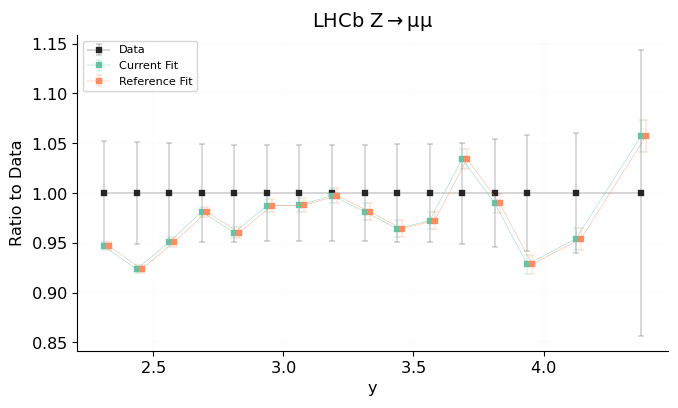 LHCb Z→μμ
Data
Current Fit
Reference Fit
Ratio to Data
1.15
1.10
1.05
1.00
0.95
0.90
0.85
2.5 3.0 3.5 4.0
y